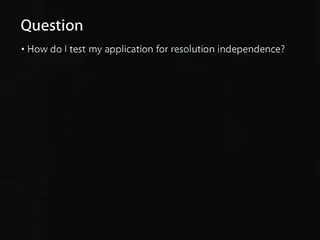 Question
• How do I test my application for resolution independence?